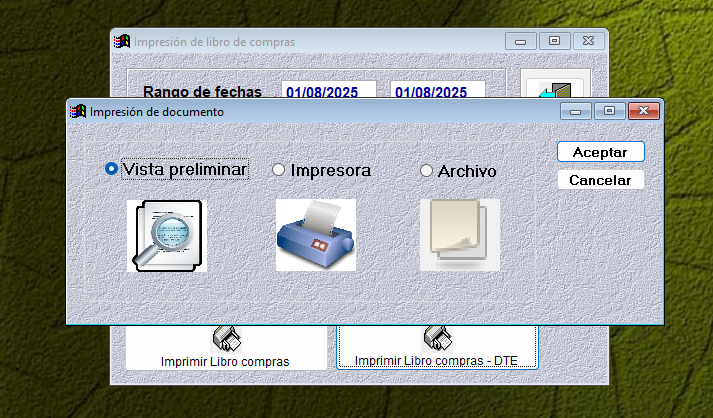 Impresión de libro de compras
Rango de fechas 01/08/2025 01/08/2025
Impresión de documento
Vista preliminar Impresora Archivo
Aceptar
Cancelar
Imprimir Libro compras Imprimir Libro compras - DTE